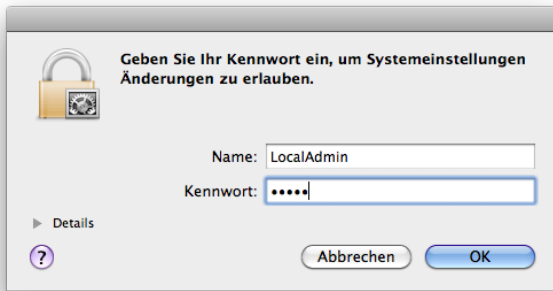 Geben Sie Ihr Kennwort ein, um Systemeinstellungen
Änderungen zu erlauben.
Name: LocalAdmin
Kennwort: •••••
Details
?
Abbrechen OK